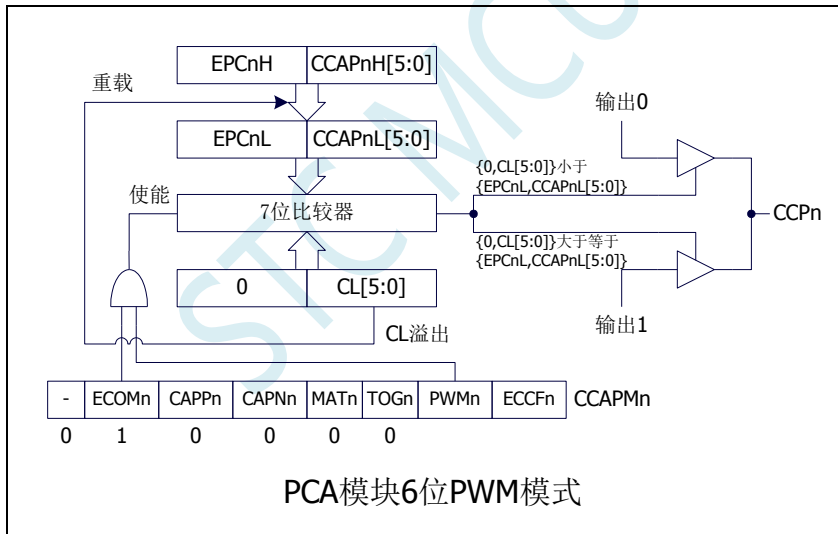 EPCnH CCAPnH[5:0]
重载
EPCnL CCAPnL[5:0]
使能
7位比较器
0 CL[5:0]
CL溢出
输出0
{0,CL[5:0]}小于
{EPCnL,CCAPnL[5:0]}
CCPn
{0,CL[5:0]}大于等于
{EPCnL,CCAPnL[5:0]}
输出1
- ECOMn CAPPn CAPNn MATn TOGn PWMn ECCFn CCAPMn
0 1 0 0 0 0
PCA模块6位PWM模式
STC MCU